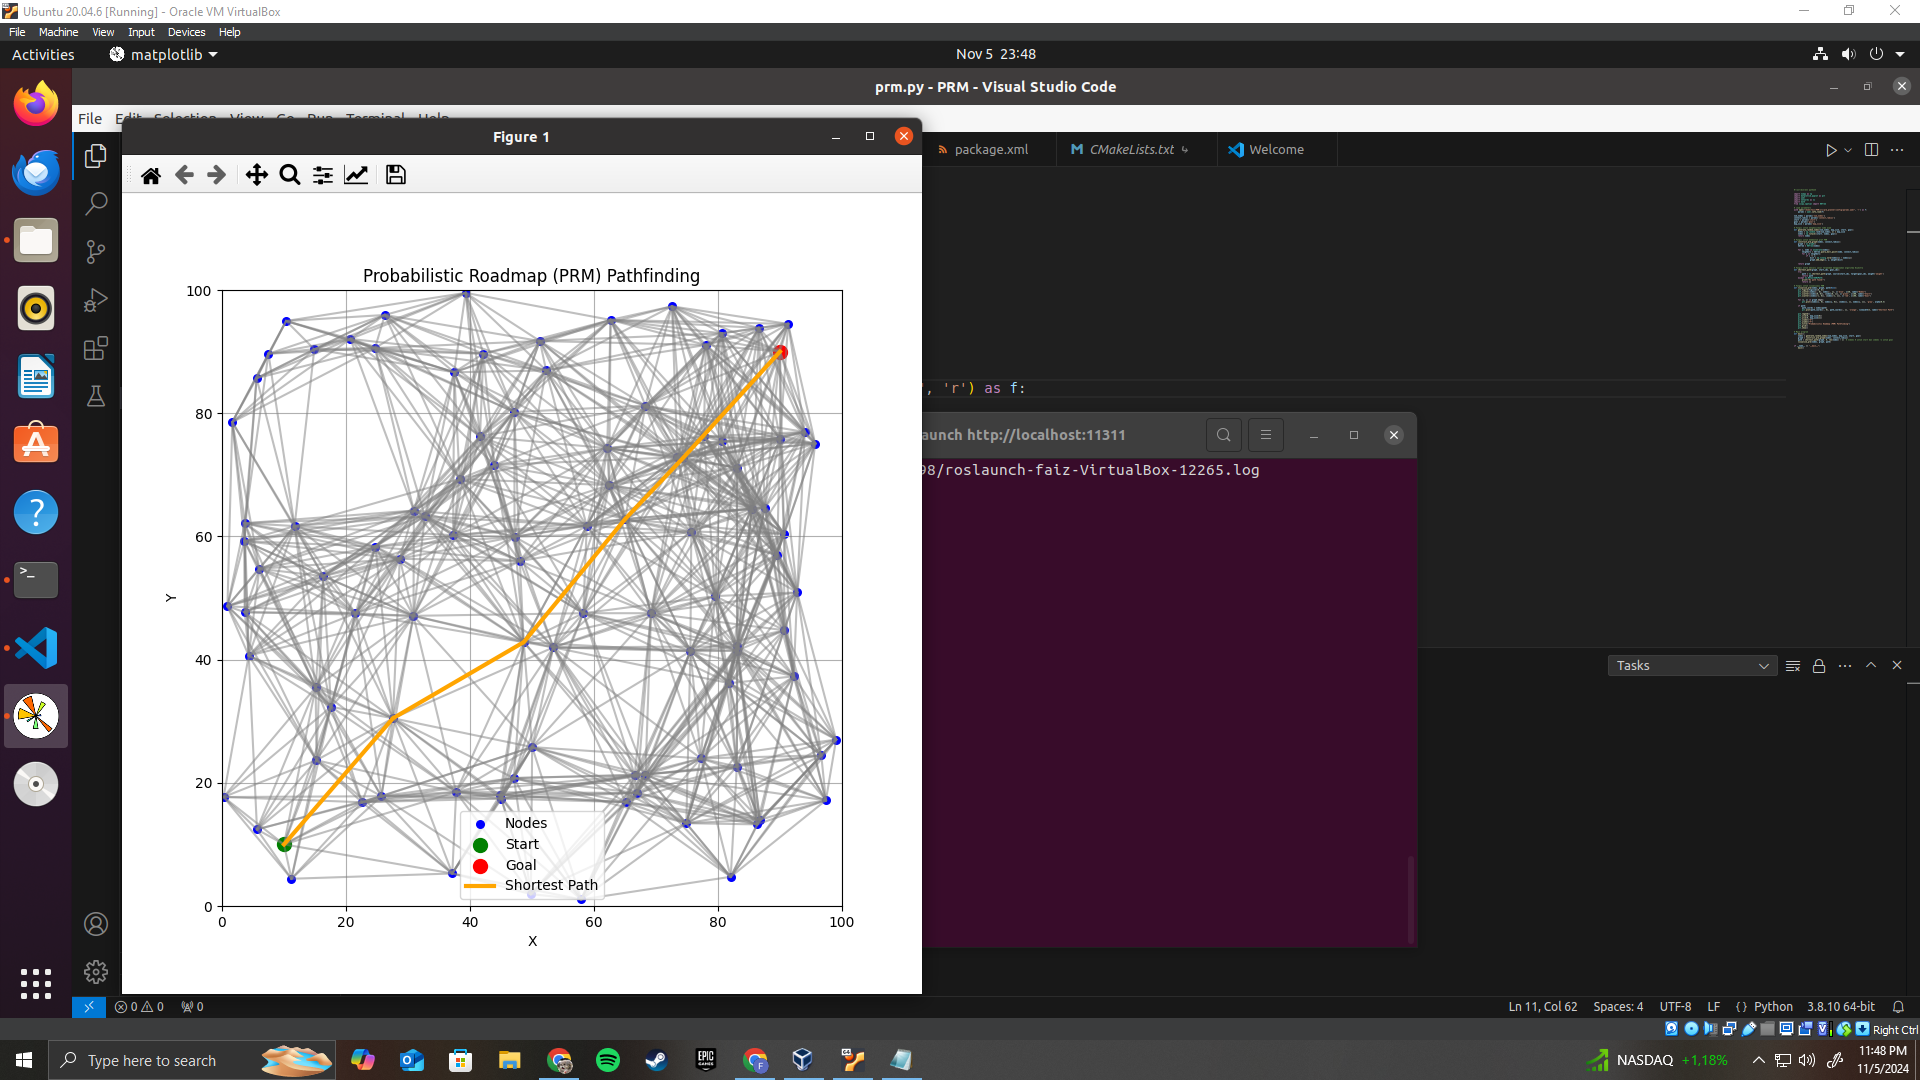 Ubuntu 20.04.6 [Running] - Oracle VM VirtualBox
File Machine View Input Devices Help
Activities matplotlib Nov 5 23:48
prm.py - PRM - Visual Studio Code
File Edit Selection View Go Run Terminal Help
Figure 1
package.xml CMakeLists.txt Welcome
Probabilistic Roadmap (PRM) Pathfinding
100
80
60
40
20
0
Y
0 20 40 60 80 100
X
Nodes
Start
Goal
Shortest Path
, 'r') as f:
aunch http://localhost:11311
98/roslaunch-faiz-VirtualBox-12265.log
Tasks
0 0 0
Ln 11, Col 62 Spaces: 4 UTF-8 LF {} Python 3.8.10 64-bit
Right Ctrl
Type here to search
EPIC GAMES
NASDAQ +1,18%
11:48 PM
11/5/2024